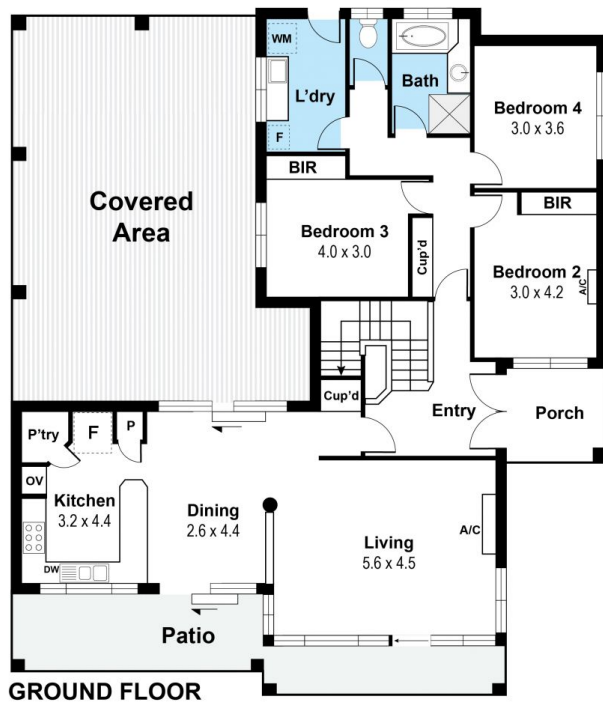 WM
L'dry
F
Bath
Bedroom 4
3.0 x 3.6
BIR
BIR
Covered
Area
Bedroom 3
4.0 x 3.0
Cup'd
Bedroom 2
3.0 x 4.2
A/C
Cup'd
Entry
Porch
P'try
F
P
OV
Kitchen
3.2 x 4.4
DW
Dining
2.6 x 4.4
Living
5.6 x 4.5
A/C
Patio
GROUND FLOOR